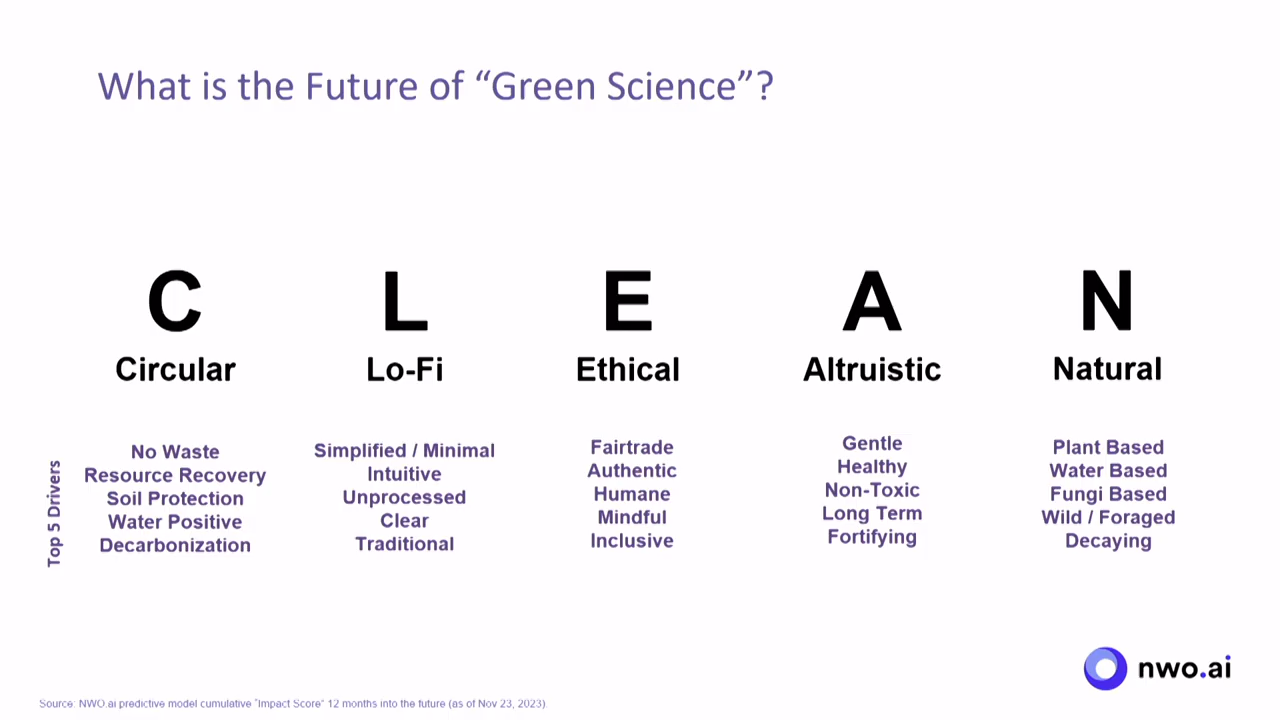 What is the Future of “Green Science”?
C
Circular
L
Lo-Fi
E
Ethical
A
Altruistic
N
Natural
Top 5 Drivers
No Waste
Resource Recovery
Soil Protection
Water Positive
Decarbonization
Simplified / Minimal
Intuitive
Unprocessed
Clear
Traditional
Fairtrade
Authentic
Humane
Mindful
Inclusive
Gentle
Healthy
Non-Toxic
Long Term
Fortifying
Plant Based
Water Based
Fungi Based
Wild / Foraged
Decaying
nwo.ai
Source: NWO.ai predictive model cumulative “Impact Score” 12 months into the future (as of Nov 23, 2023).